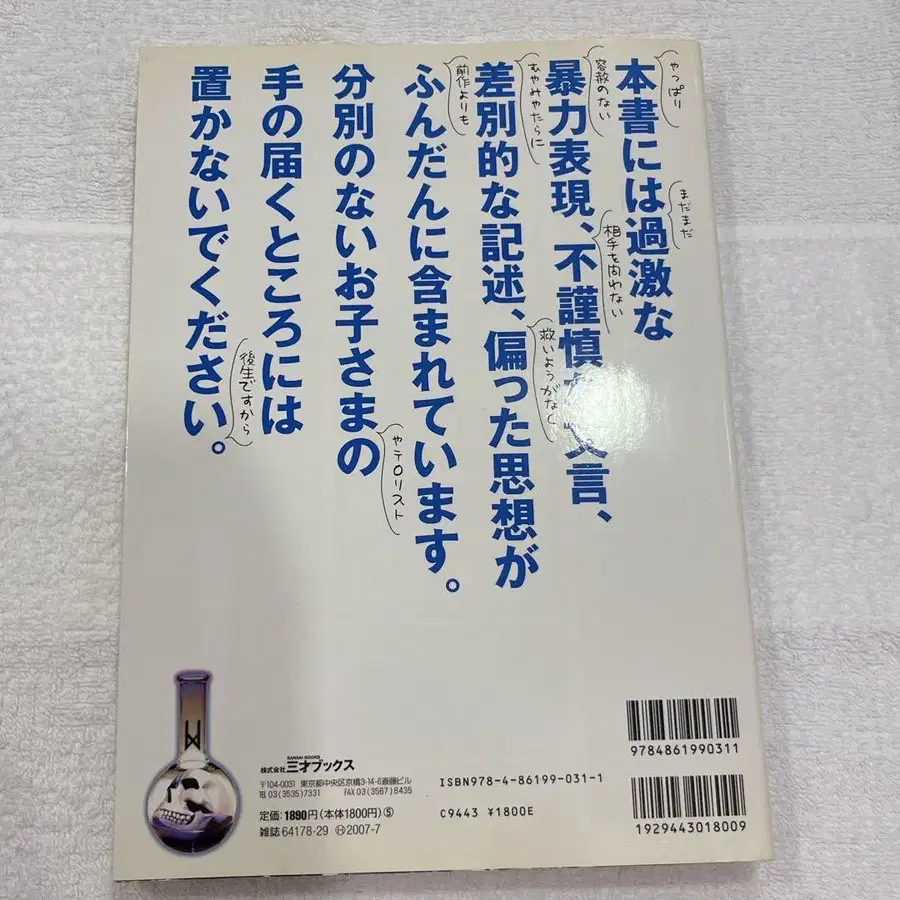 やっぱり
本書には過激な
まだまだ
容赦のない
暴力表現、不謹慎な文言、
相手を問わない
むやみやたらに
差別的な記述、偏った思想が
救いようがなく
前作よりも
ふんだんに含まれています。
分別のないお子さまの
やテロリスト
手の届くところには
置かないでください。
後生ですから
SANSAI BOOKS
株式会社 三才ブックス
〒104-0031 東京都中央区京橋3-14-6斎藤ビル
TEL 03(3535)7331 FAX 03(3567)6435
定価:1890円(本体1800円)⑤
雑誌 64178-29 Ⓗ2007-7
ISBN978-4-86199-031-1
C9443 ¥1800E
9784861990311
1929443018009